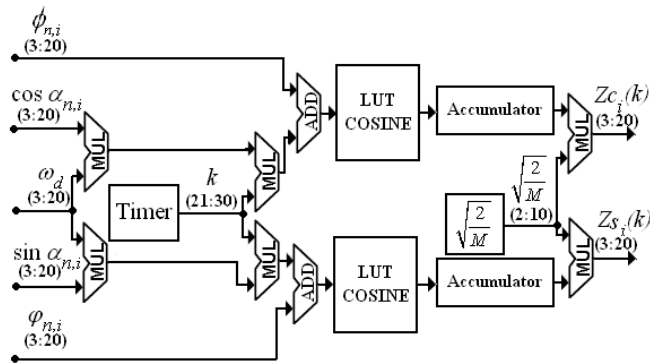 ϕn,i
(3:20)
cos αn,i
(3:20)
ωd
(3:20)
sin αn,i
(3:20)
φn,i
(3:20)
MUL
MUL
Timer
k
(21:30)
MUL
MUL
ADD
ADD
LUT
COSINE
LUT
COSINE
Accumulator
Accumulator
√2/M
√2/M
(2:10)
MUL
MUL
Zci(k)
(3:20)
Zsi(k)
(3:20)